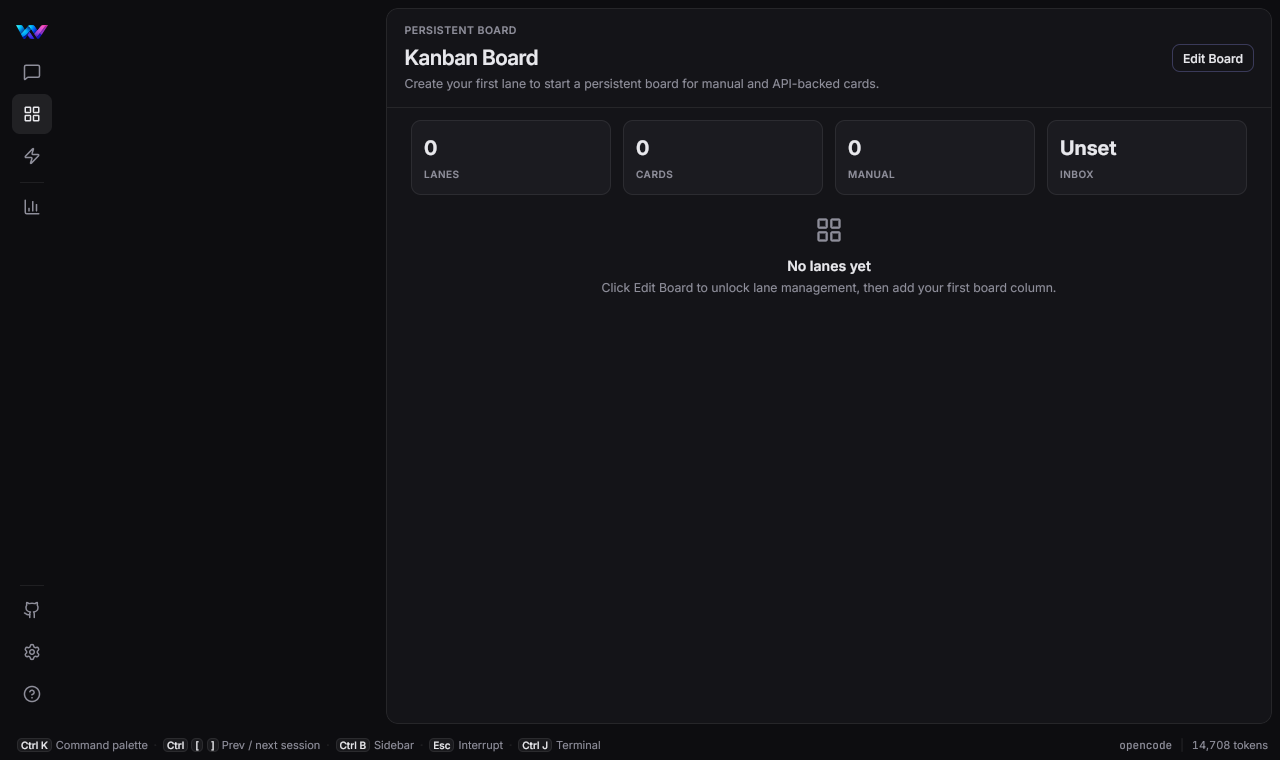 PERSISTENT BOARD
Kanban Board
Edit Board
Create your first lane to start a persistent board for manual and API-backed cards.
0
LANES
0
CARDS
0
MANUAL
Unset
INBOX
No lanes yet
Click Edit Board to unlock lane management, then add your first board column.
Ctrl K Command palette · Ctrl [ ] Prev / next session · Ctrl B Sidebar · Esc Interrupt · Ctrl J Terminal
opencode | 14,708 tokens